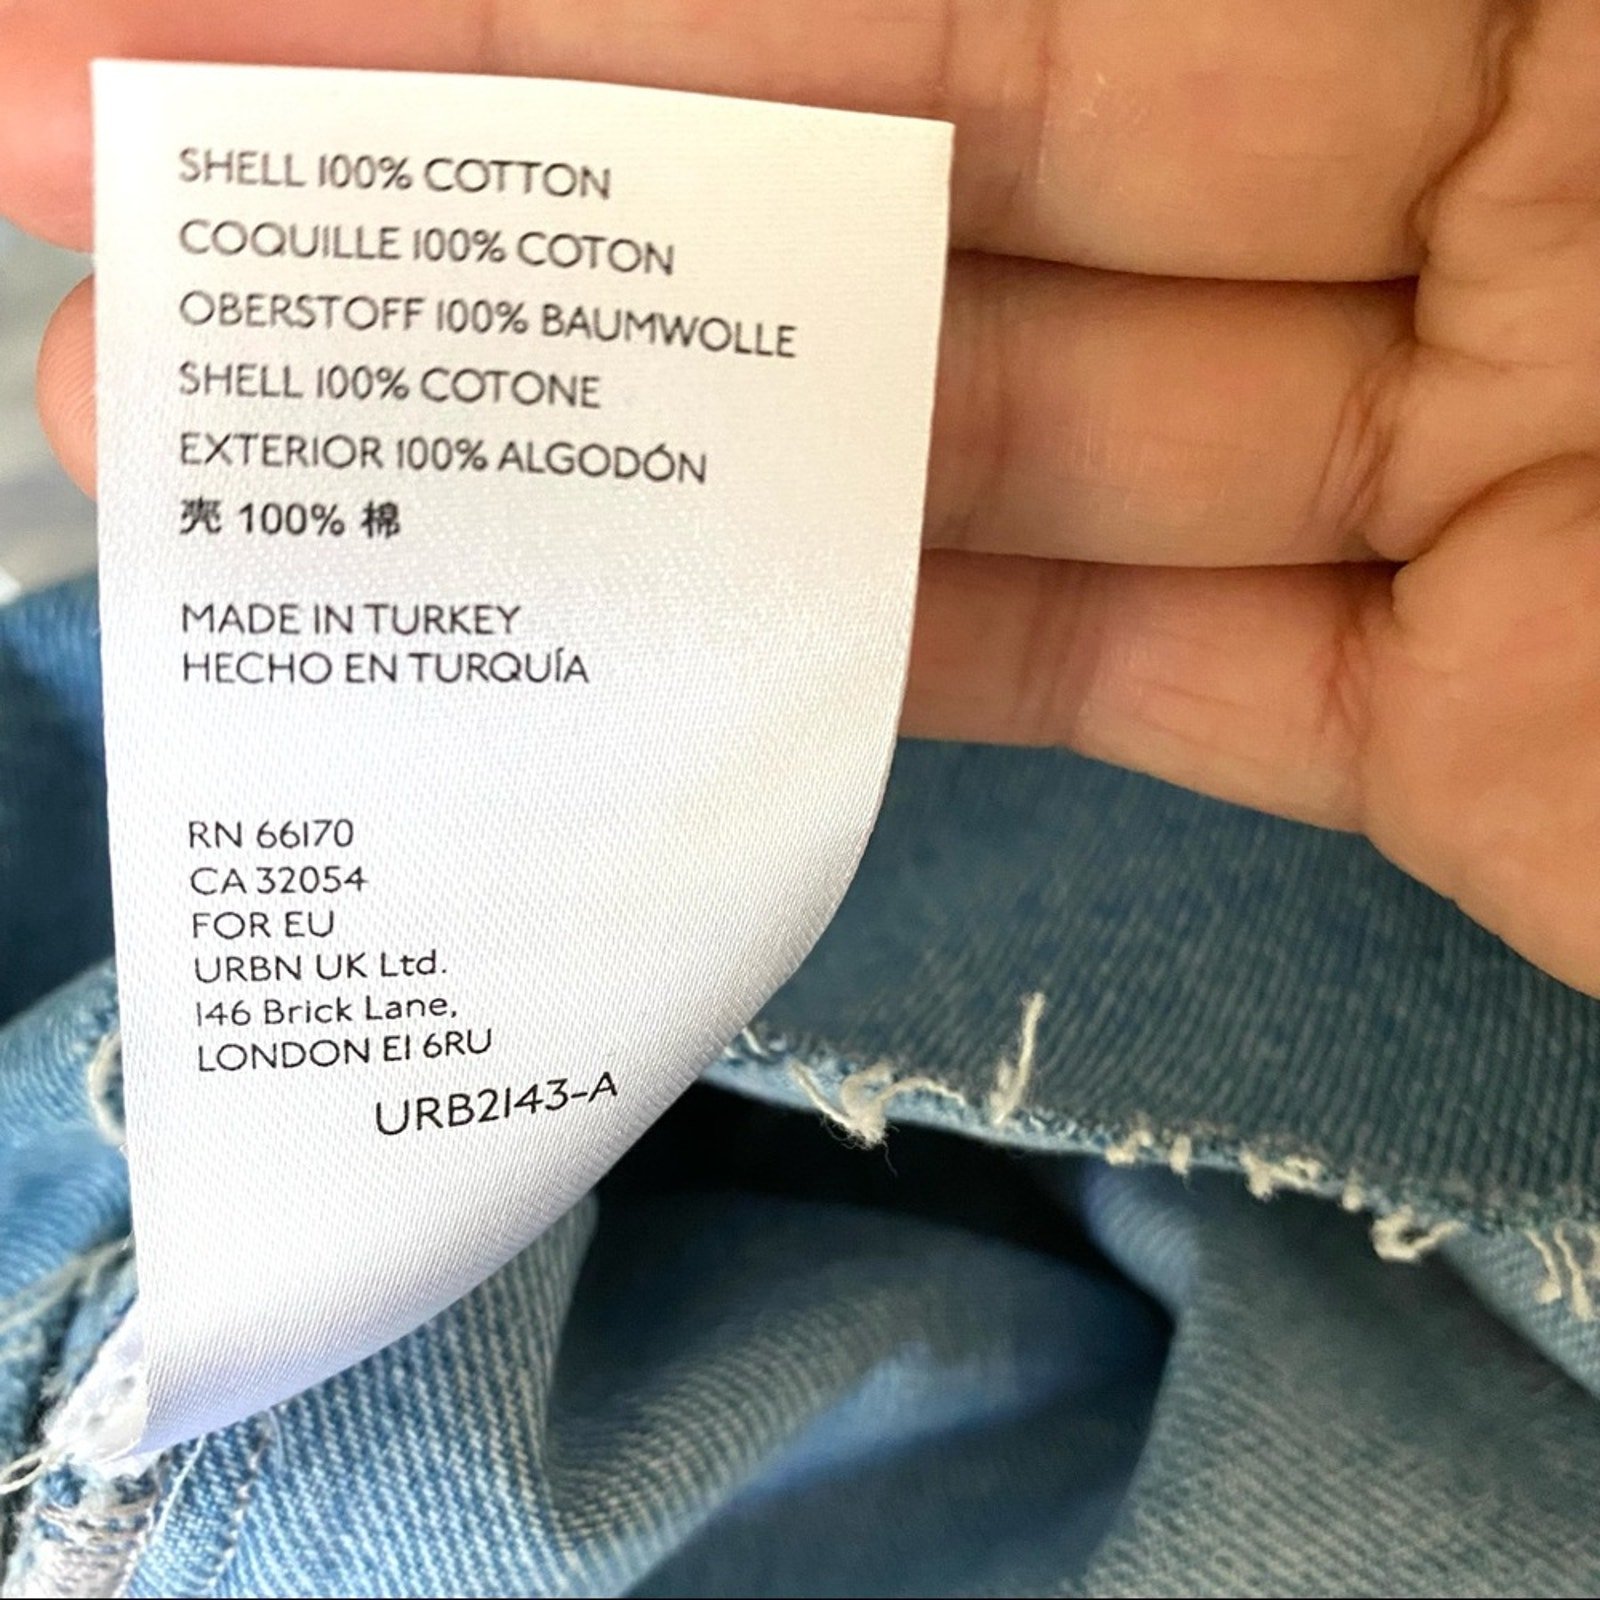 SHELL 100% COTTON
COQUILLE 100% COTON
OBERSTOFF 100% BAUMWOLLE
SHELL 100% COTONE
EXTERIOR 100% ALGODÓN
壳 100% 棉
MADE IN TURKEY
HECHO EN TURQUÍA
RN 66170
CA 32054
FOR EU
URBN UK Ltd.
146 Brick Lane,
LONDON E1 6RU
URB2143-A